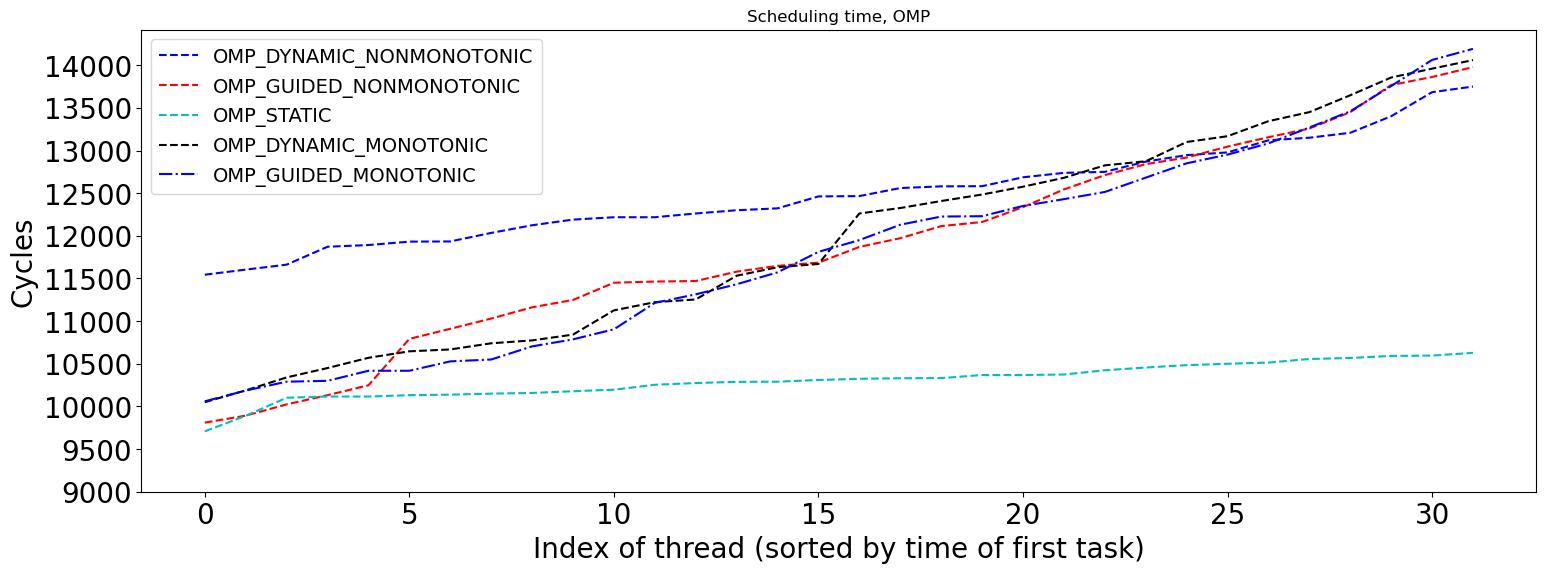 Scheduling time, OMP
OMP_DYNAMIC_NONMONOTONIC
OMP_GUIDED_NONMONOTONIC
OMP_STATIC
OMP_DYNAMIC_MONOTONIC
OMP_GUIDED_MONOTONIC
Cycles
14000
13500
13000
12500
12000
11500
11000
10500
10000
9500
9000
0 5 10 15 20 25 30
Index of thread (sorted by time of first task)